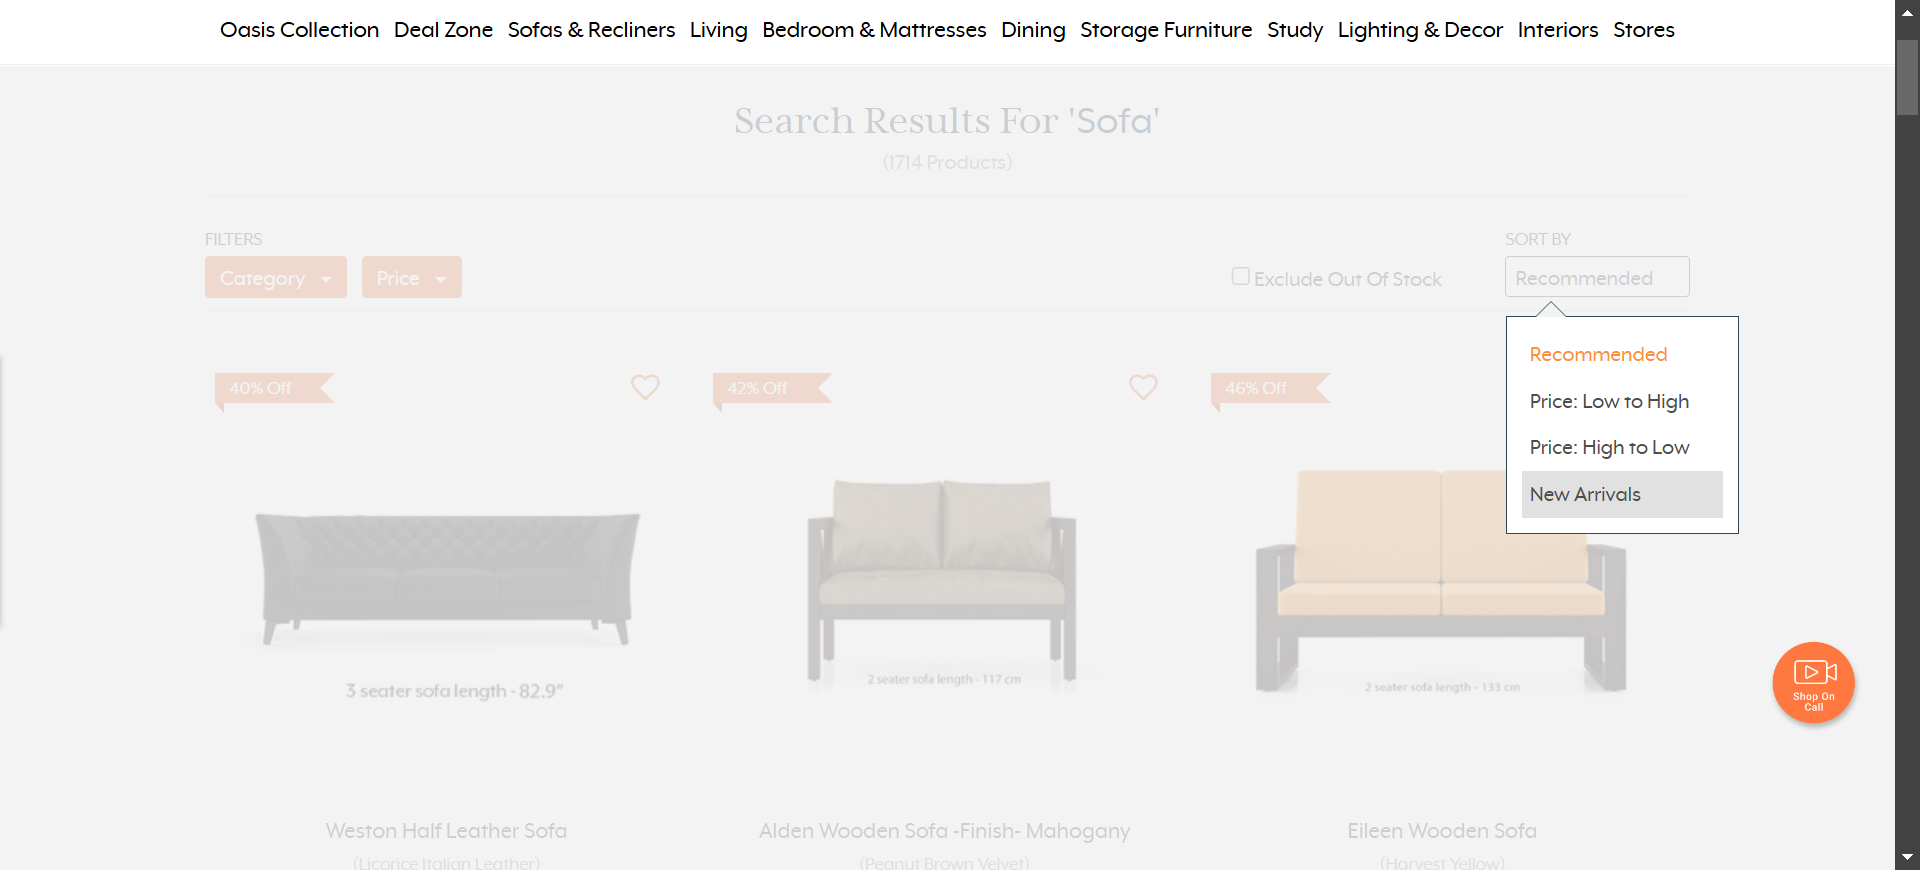 Oasis Collection Deal Zone Sofas & Recliners Living Bedroom & Mattresses Dining Storage Furniture Study Lighting & Decor Interiors Stores
Search Results For 'Sofa'
(1714 Products)
FILTERS
SORT BY
Category
Price
Exclude Out Of Stock
Recommended
Recommended
Price: Low to High
Price: High to Low
New Arrivals
40% Off
42% Off
46% Off
3 seater sofa length - 82.9"
2 seater sofa length - 117 cm
2 seater sofa length - 133 cm
Shop On
Call
Weston Half Leather Sofa
Alden Wooden Sofa -Finish- Mahogany
Eileen Wooden Sofa
(Licorice Italian Leather)
(Peanut Brown Velvet)
(Harvest Yellow)